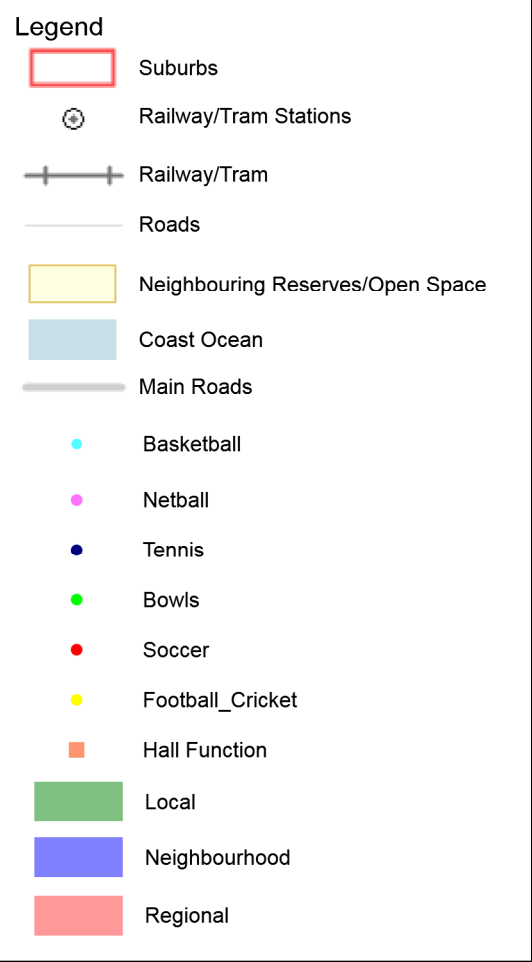 Legend
Suburbs
Railway/Tram Stations
Railway/Tram
Roads
Neighbouring Reserves/Open Space
Coast Ocean
Main Roads
Basketball
Netball
Tennis
Bowls
Soccer
Football_Cricket
Hall Function
Local
Neighbourhood
Regional